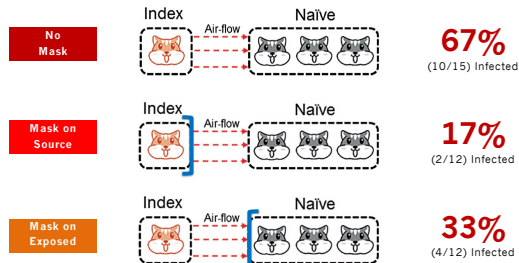 Index
Naïve
No
Mask
Air-flow
67%
(10/15) Infected
Index
Naïve
Mask on
Source
Air-flow
17%
(2/12) Infected
Index
Naïve
Mask on
Exposed
Air-flow
33%
(4/12) Infected